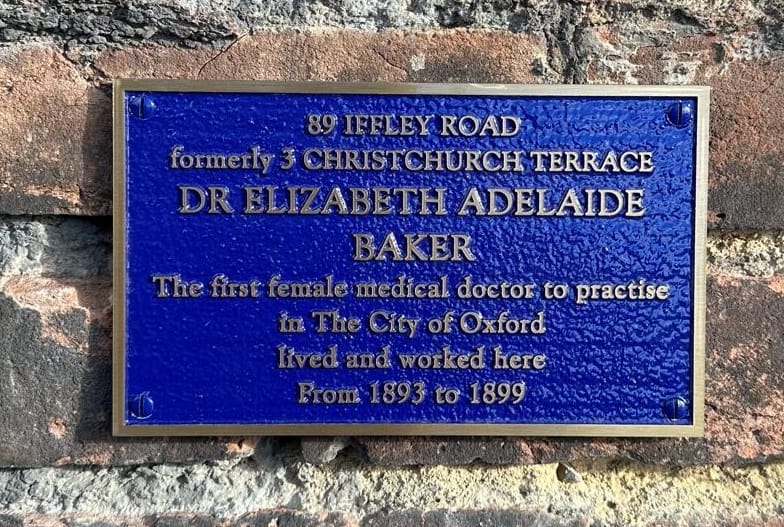 89 IFFLEY ROAD
formerly 3 CHRISTCHURCH TERRACE
DR ELIZABETH ADELAIDE
BAKER
The first female medical doctor to practise
in The City of Oxford
lived and worked here
From 1893 to 1899